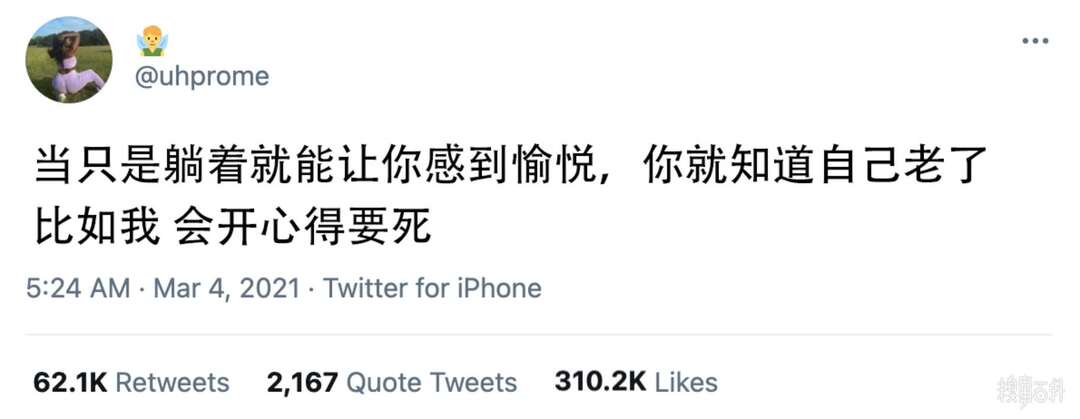 @uhprome
当只是躺着就能让你感到愉悦，你就知道自己老了
比如我 会开心得要死
5:24 AM · Mar 4, 2021 · Twitter for iPhone
62.1K Retweets 2,167 Quote Tweets 310.2K Likes